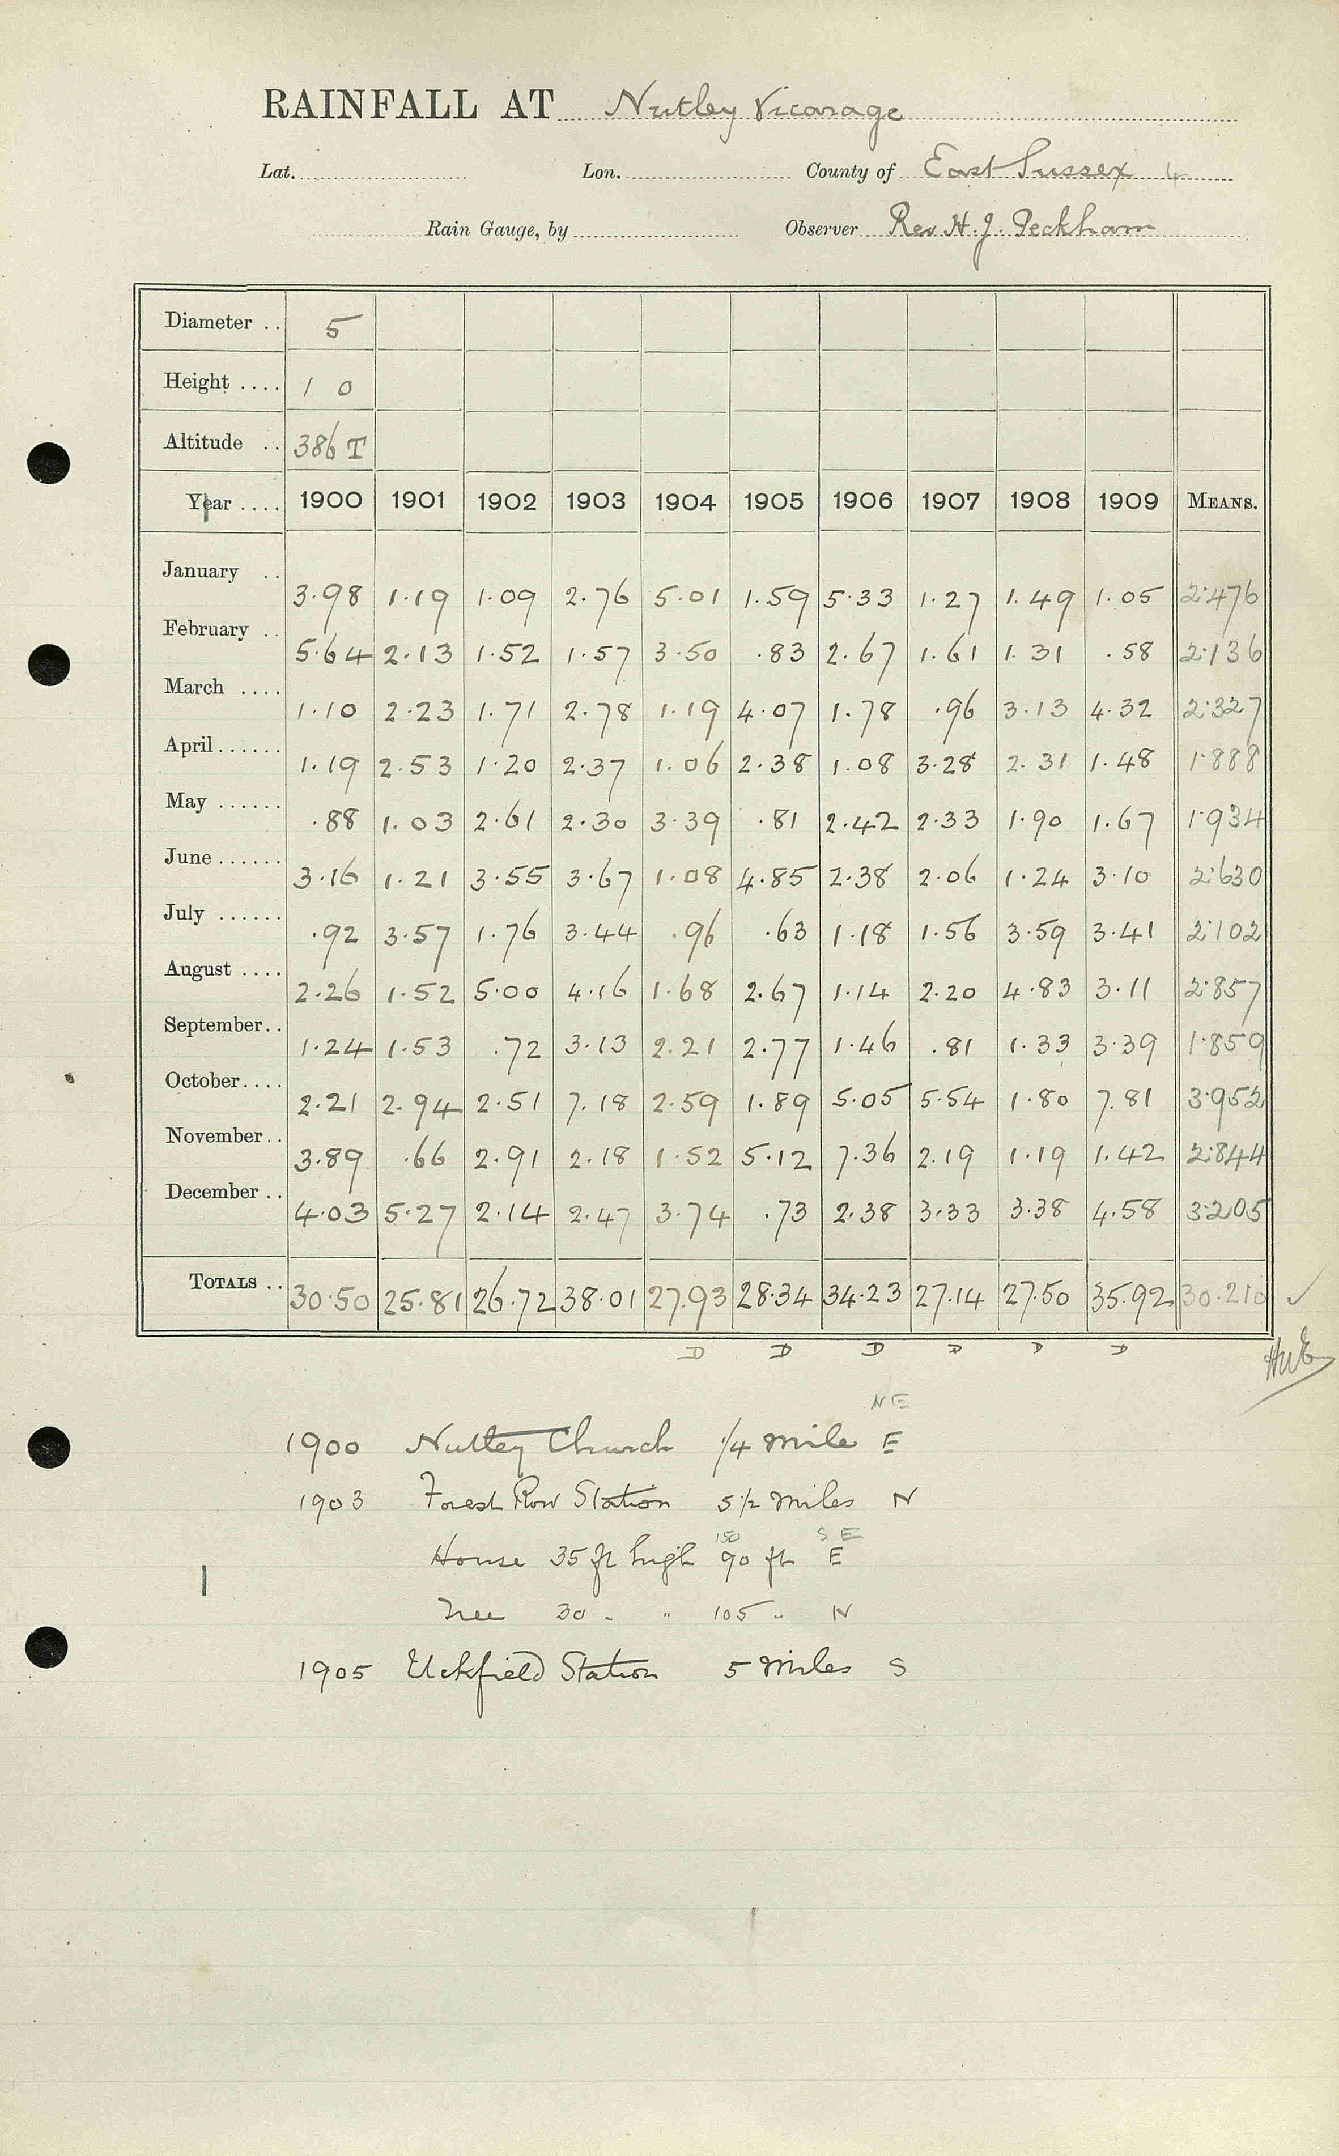 RAINFALL AT Nutley Vicarage
Lat. Lon. County of East Sussex 4
Rain Gauge, by Observer Rev H. J. Peckham
Diameter .. 5
Height .... 1 0
Altitude .. 386 T
Year .... 1900 1901 1902 1903 1904 1905 1906 1907 1908 1909 MEANS.
January .. 3.98 1.19 1.09 2.76 5.01 1.59 5.33 1.27 1.49 1.05 2.476
February .. 5.64 2.13 1.52 1.57 3.50 .83 2.67 1.61 1.31 .58 2.136
March .... 1.10 2.23 1.71 2.78 1.19 4.07 1.78 .96 3.13 4.32 2.327
April ...... 1.19 2.53 1.20 2.37 1.06 2.38 1.08 3.28 2.31 1.48 1.888
May ...... .88 1.03 2.61 2.30 3.39 .81 2.42 2.33 1.90 1.67 1.934
June ...... 3.16 1.21 3.55 3.67 1.08 4.85 2.38 2.06 1.24 3.10 2.630
July ...... .92 3.57 1.76 3.44 .96 .63 1.18 1.56 3.59 3.41 2.102
August .... 2.26 1.52 5.00 4.16 1.68 2.67 1.14 2.20 4.83 3.11 2.857
September.. 1.24 1.53 .72 3.13 2.21 2.77 1.46 .81 1.33 3.39 1.859
October.... 2.21 2.94 2.51 7.18 2.59 1.89 5.05 5.54 1.80 7.81 3.952
November.. 3.89 .66 2.91 2.18 1.52 5.12 7.36 2.19 1.19 1.42 2.844
December .. 4.03 5.27 2.14 2.47 3.74 .73 2.38 3.33 3.38 4.58 3.205
TOTALS .. 30.50 25.81 26.72 38.01 27.93 28.34 34.23 27.14 27.50 35.92 30.210 ✓
D D D D D D
NE
1900 Nutley Church 1/4 mile E
1903 Forest Row Station 5 1/2 miles N
150 SE
House 35 ft high 90 ft E
Tree 30 " " 105 " N
1905 Uckfield Station 5 miles S